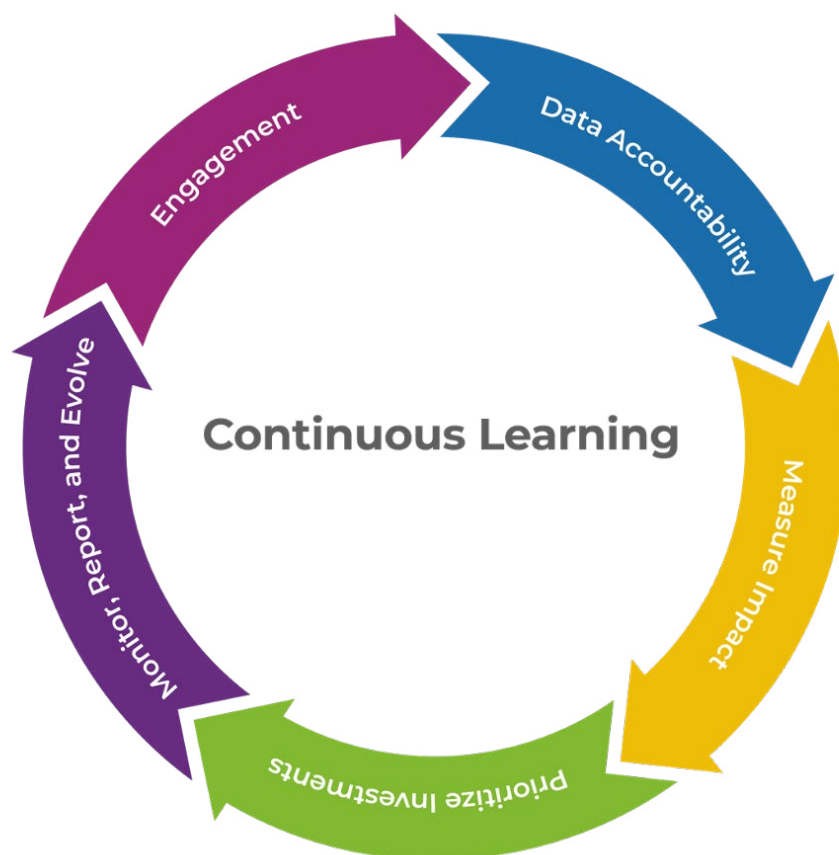 Engagement
Data Accountability
Measure Impact
Prioritize Investments
Monitor, Report, and Evolve
Continuous Learning